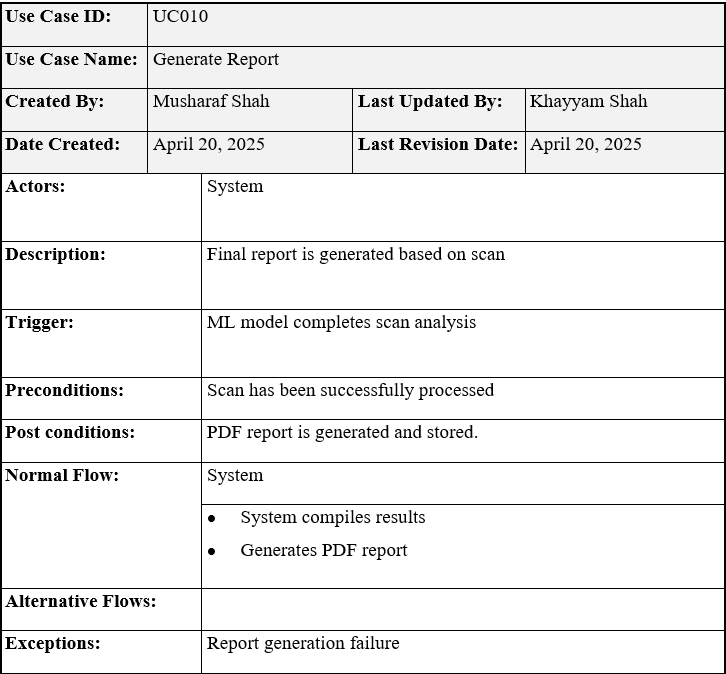 Use Case ID: UC010
Use Case Name: Generate Report
Created By: Musharaf Shah Last Updated By: Khayyam Shah
Date Created: April 20, 2025 Last Revision Date: April 20, 2025
Actors: System
Description: Final report is generated based on scan
Trigger: ML model completes scan analysis
Preconditions: Scan has been successfully processed
Post conditions: PDF report is generated and stored.
Normal Flow: System
• System compiles results
• Generates PDF report
Alternative Flows:
Exceptions: Report generation failure